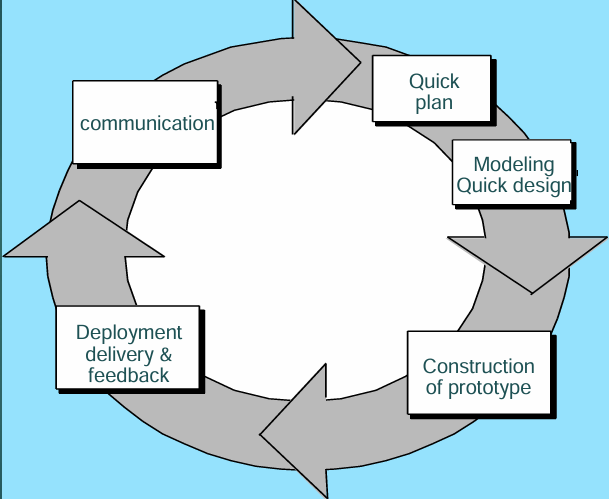 communication
Quick
plan
Modeling
Quick design
Construction
of prototype
Deployment
delivery &
feedback